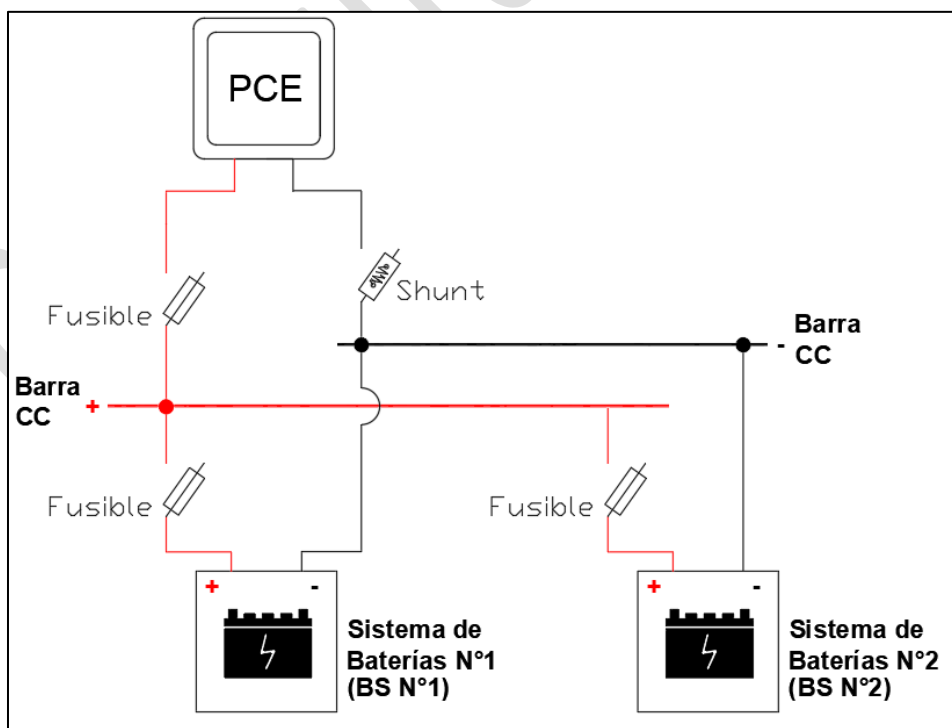 PCE
Fusible
Shunt
Barra
CC
-
Barra
CC
+
Fusible
Fusible
+
-
Sistema de
Baterías N°1
(BS N°1)
+
-
Sistema de
Baterías N°2
(BS N°2)